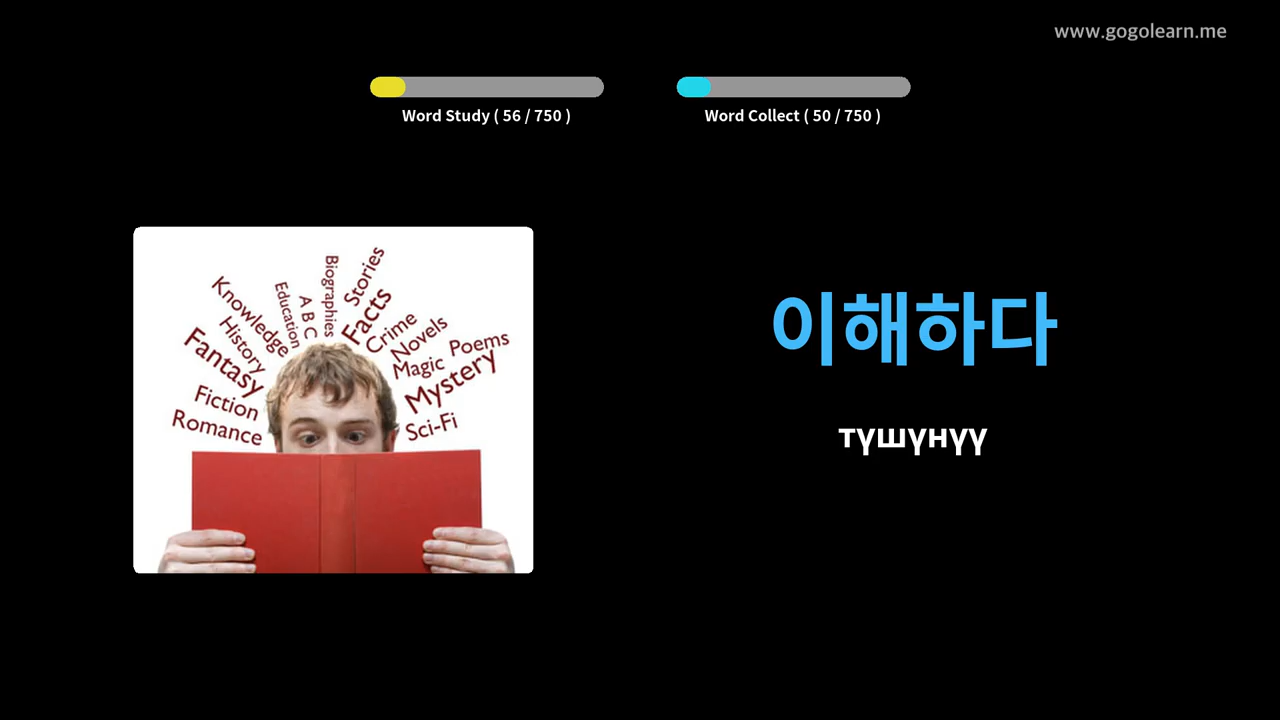 www.gogolearn.me
Word Study ( 56 / 750 )
Word Collect ( 50 / 750 )
Stories
Biographies
Facts
A B C
Education
Knowledge
Crime
History
Novels
Fantasy
Poems
Magic
Mystery
Fiction
Romance
Sci-Fi
이해하다
түшүнүү